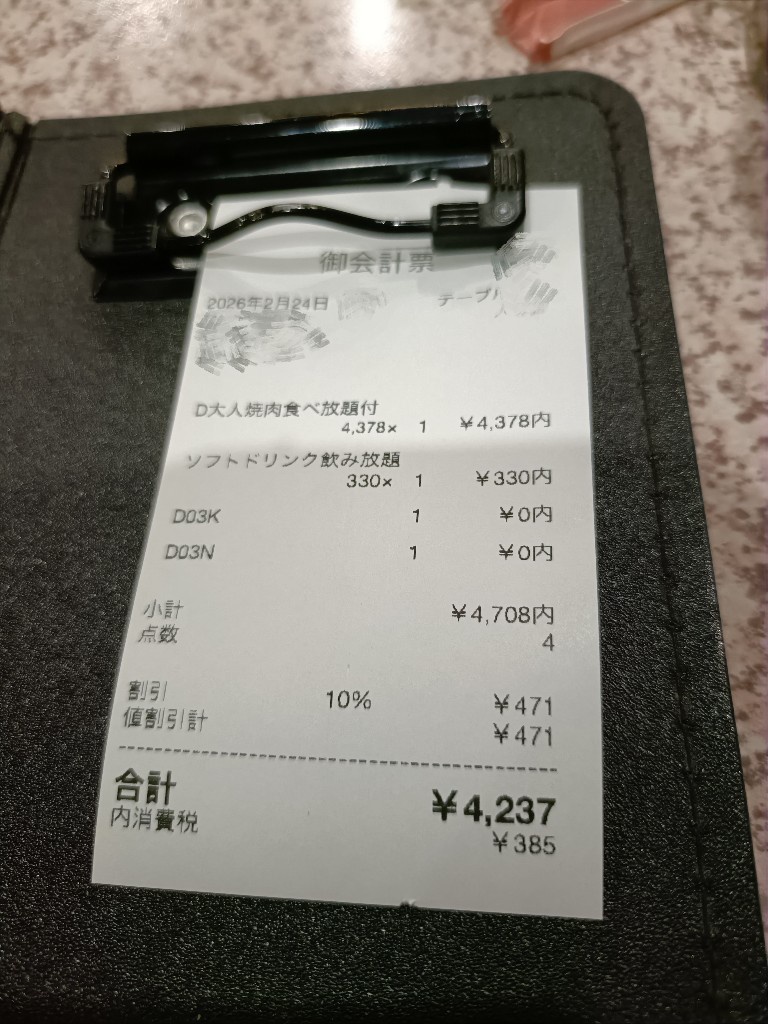 御会計票
2026年2月24日 テーブル
D大人焼肉食べ放題付
4,378× 1 ¥4,378内
ソフトドリンク飲み放題
330× 1 ¥330内
D03K 1 ¥0内
D03N 1 ¥0内
小計 ¥4,708内
点数 4
割引 10% ¥471
値割引計 ¥471
合計 ¥4,237
内消費税 ¥385